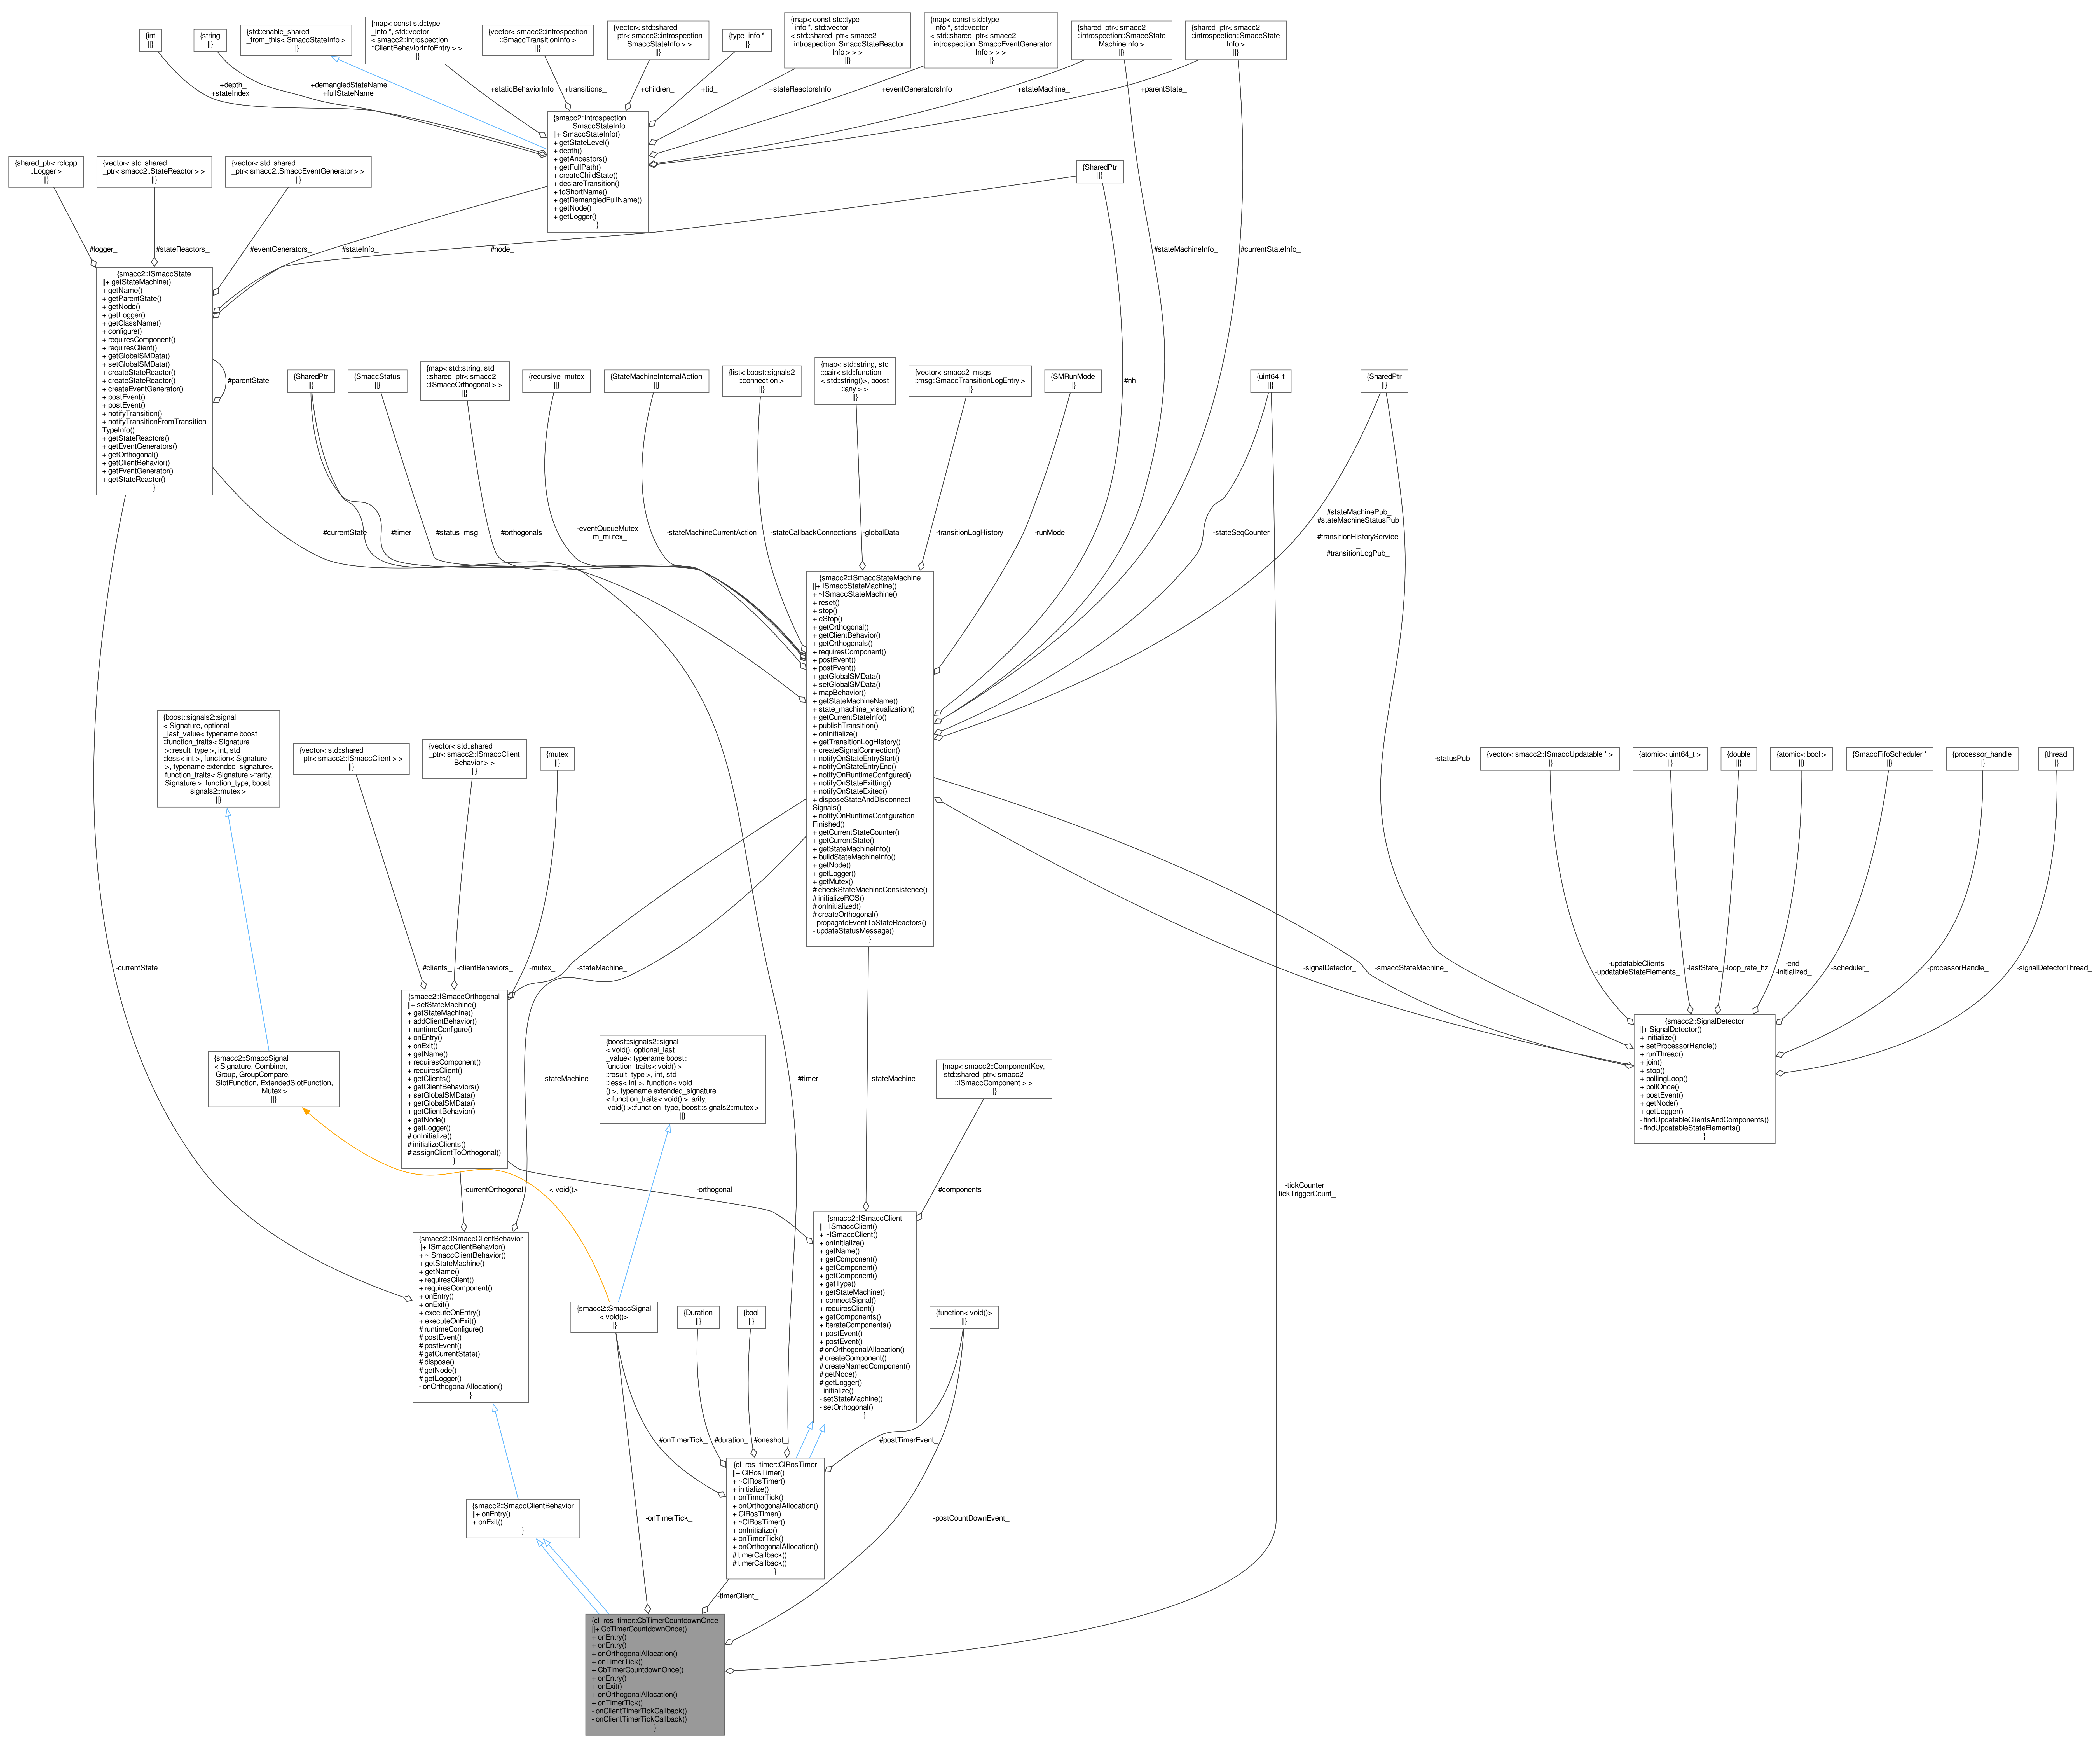 {int
||}
{string
||}
{std::enable_shared
_from_this< SmaccStateInfo >
||}
{map< const std::type
_info *, std::vector
< smacc2::introspection
::ClientBehaviorInfoEntry > >
||}
{vector< smacc2::introspection
::SmaccTransitionInfo >
||}
{vector< std::shared
_ptr< smacc2::introspection
::SmaccStateInfo > >
||}
{type_info *
||}
{map< const std::type
_info *, std::vector
< std::shared_ptr< smacc2
::introspection::SmaccStateReactor
Info > > >
||}
{map< const std::type
_info *, std::vector
< std::shared_ptr< smacc2
::introspection::SmaccEventGenerator
Info > > >
||}
{shared_ptr< smacc2
::introspection::SmaccState
MachineInfo >
||}
{shared_ptr< smacc2
::introspection::SmaccState
Info >
||}
+depth_
+stateIndex_
+demangledStateName
+fullStateName
+staticBehaviorInfo
+transitions_
+children_
+tid_
+stateReactorsInfo
+eventGeneratorsInfo
+stateMachine_
+parentState_
{smacc2::introspection
::SmaccStateInfo
||+ SmaccStateInfo()
+ getStateLevel()
+ depth()
+ getAncestors()
+ getFullPath()
+ createChildState()
+ declareTransition()
+ toShortName()
+ getDemangledFullName()
+ getNode()
+ getLogger()
}
{shared_ptr< rclcpp
::Logger >
||}
{vector< std::shared
_ptr< smacc2::StateReactor > >
||}
{vector< std::shared
_ptr< smacc2::SmaccEventGenerator > >
||}
{SharedPtr
||}
#logger_
#stateReactors_
#eventGenerators_
#stateInfo_
#node_
#stateMachineInfo_
#currentStateInfo_
{smacc2::ISmaccState
||+ getStateMachine()
+ getName()
+ getParentState()
+ getNode()
+ getLogger()
+ getClassName()
+ configure()
+ requiresComponent()
+ requiresClient()
+ getGlobalSMData()
+ setGlobalSMData()
+ createStateReactor()
+ createStateReactor()
+ createEventGenerator()
+ postEvent()
+ postEvent()
+ notifyTransition()
+ notifyTransitionFromTransition
TypeInfo()
+ getStateReactors()
+ getEventGenerators()
+ getOrthogonal()
+ getClientBehavior()
+ getEventGenerator()
+ getStateReactor()
}
#parentState_
{SharedPtr
||}
{SmaccStatus
||}
{map< std::string, std
::shared_ptr< smacc2
::ISmaccOrthogonal > >
||}
{recursive_mutex
||}
{StateMachineInternalAction
||}
{list< boost::signals2
::connection >
||}
{map< std::string, std
::pair< std::function
< std::string()>, boost
::any > >
||}
{vector< smacc2_msgs
::msg::SmaccTransitionLogEntry >
||}
{SMRunMode
||}
#nh_
{uint64_t
||}
{SharedPtr
||}
#currentState_
#timer_
#status_msg_
#orthogonals_
-eventQueueMutex_
-m_mutex_
-stateMachineCurrentAction
-stateCallbackConnections
-globalData_
-transitionLogHistory_
-runMode_
-stateSeqCounter_
#stateMachinePub_
#stateMachineStatusPub
_
#transitionHistoryService
_
#transitionLogPub_
{smacc2::ISmaccStateMachine
||+ ISmaccStateMachine()
+ ~ISmaccStateMachine()
+ reset()
+ stop()
+ eStop()
+ getOrthogonal()
+ getClientBehavior()
+ getOrthogonals()
+ requiresComponent()
+ postEvent()
+ postEvent()
+ getGlobalSMData()
+ setGlobalSMData()
+ mapBehavior()
+ getStateMachineName()
+ state_machine_visualization()
+ getCurrentStateInfo()
+ publishTransition()
+ onInitialize()
+ getTransitionLogHistory()
+ createSignalConnection()
+ notifyOnStateEntryStart()
+ notifyOnStateEntryEnd()
+ notifyOnRuntimeConfigured()
+ notifyOnStateExitting()
+ notifyOnStateExited()
+ disposeStateAndDisconnect
Signals()
+ notifyOnRuntimeConfiguration
Finished()
+ getCurrentStateCounter()
+ getCurrentState()
+ getStateMachineInfo()
+ buildStateMachineInfo()
+ getNode()
+ getLogger()
+ getMutex()
# checkStateMachineConsistence()
# initializeROS()
# onInitialized()
# createOrthogonal()
- propagateEventToStateReactors()
- updateStatusMessage()
}
{boost::signals2::signal
< Signature, optional
_last_value< typename boost
::function_traits< Signature
>::result_type >, int, std
::less< int >, function< Signature
>, typename extended_signature<
function_traits< Signature >::arity,
Signature >::function_type, boost::
signals2::mutex >
||}
{vector< std::shared
_ptr< smacc2::ISmaccClient > >
||}
{vector< std::shared
_ptr< smacc2::ISmaccClient
Behavior > >
||}
{mutex
||}
-statusPub_
{vector< smacc2::ISmaccUpdatable * >
||}
{atomic< uint64_t >
||}
{double
||}
{atomic< bool >
||}
{SmaccFifoScheduler *
||}
{processor_handle
||}
{thread
||}
-currentState
#clients_
-clientBehaviors_
-mutex_
-stateMachine_
-signalDetector_
-smaccStateMachine_
-updatableClients_
-updatableStateElements_
-lastState_
-loop_rate_hz
-end_
-initialized_
-scheduler_
-processorHandle_
-signalDetectorThread_
{smacc2::ISmaccOrthogonal
||+ setStateMachine()
+ getStateMachine()
+ addClientBehavior()
+ runtimeConfigure()
+ onEntry()
+ onExit()
+ getName()
+ requiresComponent()
+ requiresClient()
+ getClients()
+ getClientBehaviors()
+ setGlobalSMData()
+ getGlobalSMData()
+ getClientBehavior()
+ getNode()
+ getLogger()
# onInitialize()
# initializeClients()
# assignClientToOrthogonal()
}
{smacc2::SignalDetector
||+ SignalDetector()
+ initialize()
+ setProcessorHandle()
+ runThread()
+ join()
+ stop()
+ pollingLoop()
+ pollOnce()
+ postEvent()
+ getNode()
+ getLogger()
- findUpdatableClientsAndComponents()
- findUpdatableStateElements()
}
{smacc2::SmaccSignal
< Signature, Combiner,
Group, GroupCompare,
SlotFunction, ExtendedSlotFunction,
Mutex >
||}
{boost::signals2::signal
< void(), optional_last
_value< typename boost::
function_traits< void() >
::result_type >, int, std
::less< int >, function< void
() >, typename extended_signature
< function_traits< void() >::arity,
void() >::function_type, boost::signals2::mutex >
||}
-stateMachine_
#timer_
-stateMachine_
{map< smacc2::ComponentKey,
std::shared_ptr< smacc2
::ISmaccComponent > >
||}
-currentOrthogonal
< void()>
-orthogonal_
#components_
-tickCounter_
-tickTriggerCount_
{smacc2::ISmaccClientBehavior
||+ ISmaccClientBehavior()
+ ~ISmaccClientBehavior()
+ getStateMachine()
+ getName()
+ requiresClient()
+ requiresComponent()
+ onEntry()
+ onExit()
+ executeOnEntry()
+ executeOnExit()
# runtimeConfigure()
# postEvent()
# postEvent()
# getCurrentState()
# dispose()
# getNode()
# getLogger()
- onOrthogonalAllocation()
}
{smacc2::ISmaccClient
||+ ISmaccClient()
+ ~ISmaccClient()
+ onInitialize()
+ getName()
+ getComponent()
+ getComponent()
+ getComponent()
+ getType()
+ getStateMachine()
+ connectSignal()
+ requiresClient()
+ getComponents()
+ iterateComponents()
+ postEvent()
+ postEvent()
# onOrthogonalAllocation()
# createComponent()
# createNamedComponent()
# getNode()
# getLogger()
- initialize()
- setStateMachine()
- setOrthogonal()
}
{smacc2::SmaccSignal
< void()>
||}
{Duration
||}
{bool
||}
{function< void()>
||}
#onTimerTick_
#duration_
#oneshot_
#postTimerEvent_
{cl_ros_timer::ClRosTimer
||+ ClRosTimer()
+ ~ClRosTimer()
+ initialize()
+ onTimerTick()
+ onOrthogonalAllocation()
+ ClRosTimer()
+ ~ClRosTimer()
+ onInitialize()
+ onTimerTick()
+ onOrthogonalAllocation()
# timerCallback()
# timerCallback()
}
{smacc2::SmaccClientBehavior
||+ onEntry()
+ onExit()
}
-onTimerTick_
-postCountDownEvent_
-timerClient_
{cl_ros_timer::CbTimerCountdownOnce
||+ CbTimerCountdownOnce()
+ onEntry()
+ onEntry()
+ onOrthogonalAllocation()
+ onTimerTick()
+ CbTimerCountdownOnce()
+ onEntry()
+ onExit()
+ onOrthogonalAllocation()
+ onTimerTick()
- onClientTimerTickCallback()
- onClientTimerTickCallback()
}